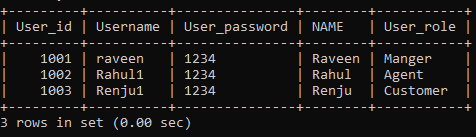 | User_id | Username | User_password | NAME | User_role |
| 1001 | raveen | 1234 | Raveen | Manger |
| 1002 | Rahul1 | 1234 | Rahul | Agent |
| 1003 | Renju1 | 1234 | Renju | Customer |
3 rows in set (0.00 sec)